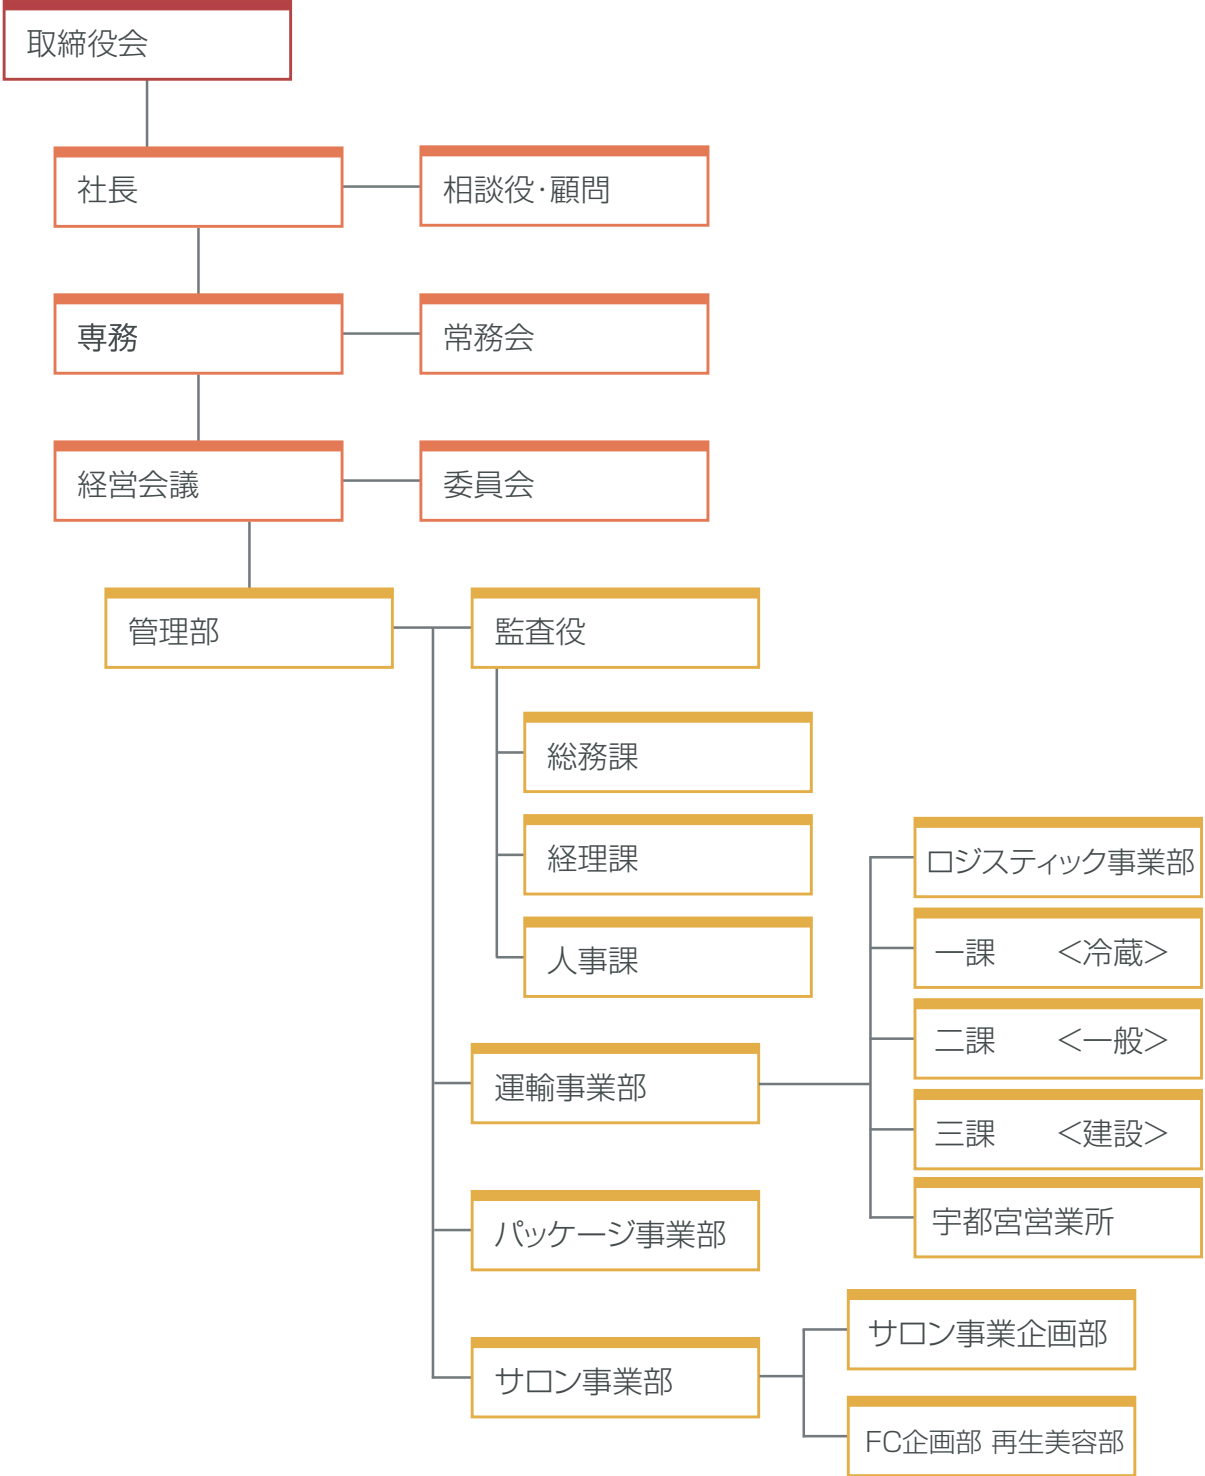 取締役会
社長
相談役･顧問
専務
常務会
経営会議
委員会
管理部
監査役
総務課
経理課
人事課
ロジスティック事業部
一課　　＜冷蔵＞
二課　　＜一般＞
三課　　＜建設＞
宇都宮営業所
運輸事業部
パッケージ事業部
サロン事業部
サロン事業企画部
FC企画部 再生美容部